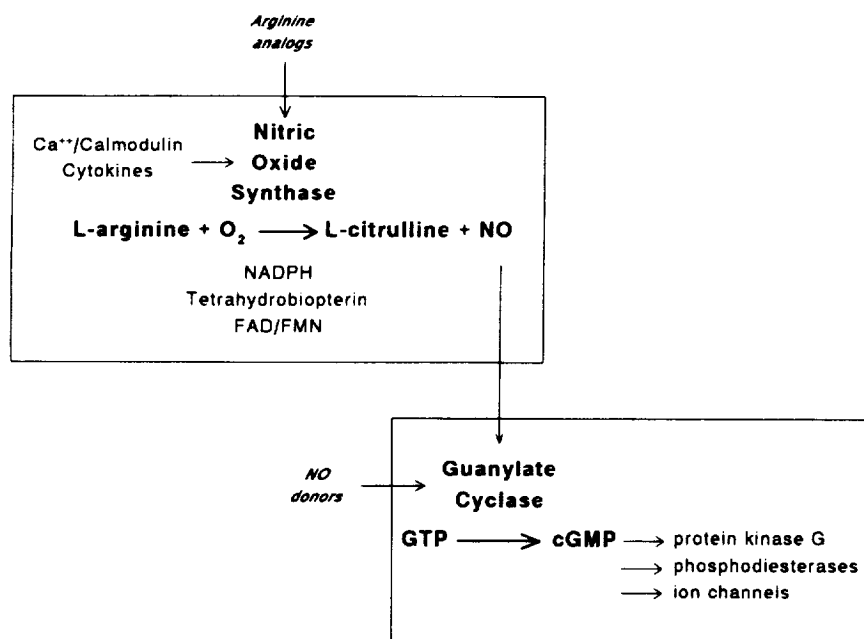 Arginine
analogs
Nitric
Oxide
Synthase
Ca⁺⁺/Calmodulin
Cytokines
L-arginine + O₂ → L-citrulline + NO
NADPH
Tetrahydrobiopterin
FAD/FMN
NO
donors
Guanylate
Cyclase
GTP → cGMP → protein kinase G
→ phosphodiesterases
→ ion channels